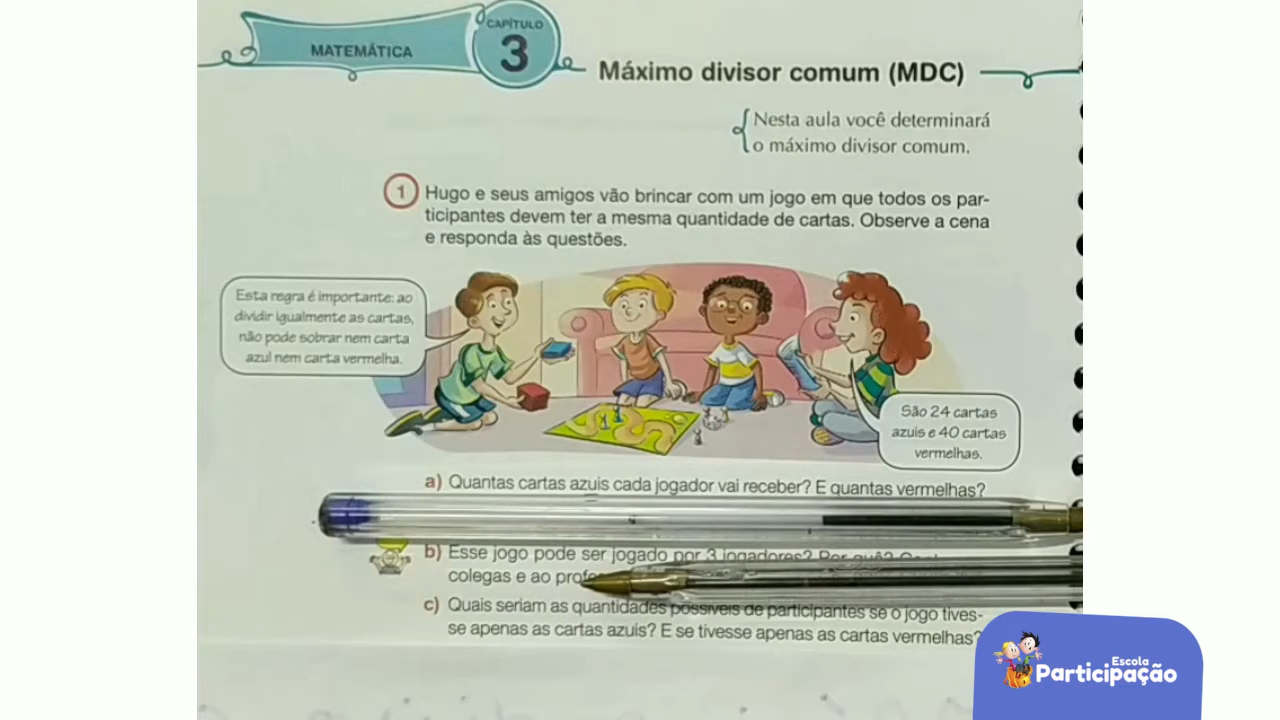 MATEMÁTICA
CAPÍTULO
3
Máximo divisor comum (MDC)
Nesta aula você determinará
o máximo divisor comum.
1 Hugo e seus amigos vão brincar com um jogo em que todos os par-
ticipantes devem ter a mesma quantidade de cartas. Observe a cena
e responda às questões.
Esta regra é importante: ao
dividir igualmente as cartas,
não pode sobrar nem carta
azul nem carta vermelha.
São 24 cartas
azuis e 40 cartas
vermelhas.
a) Quantas cartas azuis cada jogador vai receber? E quantas vermelhas?
b) Esse jogo pode ser jogado por 3 jogadores? Por quê?
colegas e ao
c) Quais seriam as quantidades possíveis de participantes se o jogo tives-
se apenas as cartas azuis? E se tivesse apenas as cartas vermelhas?
Escola
Participação